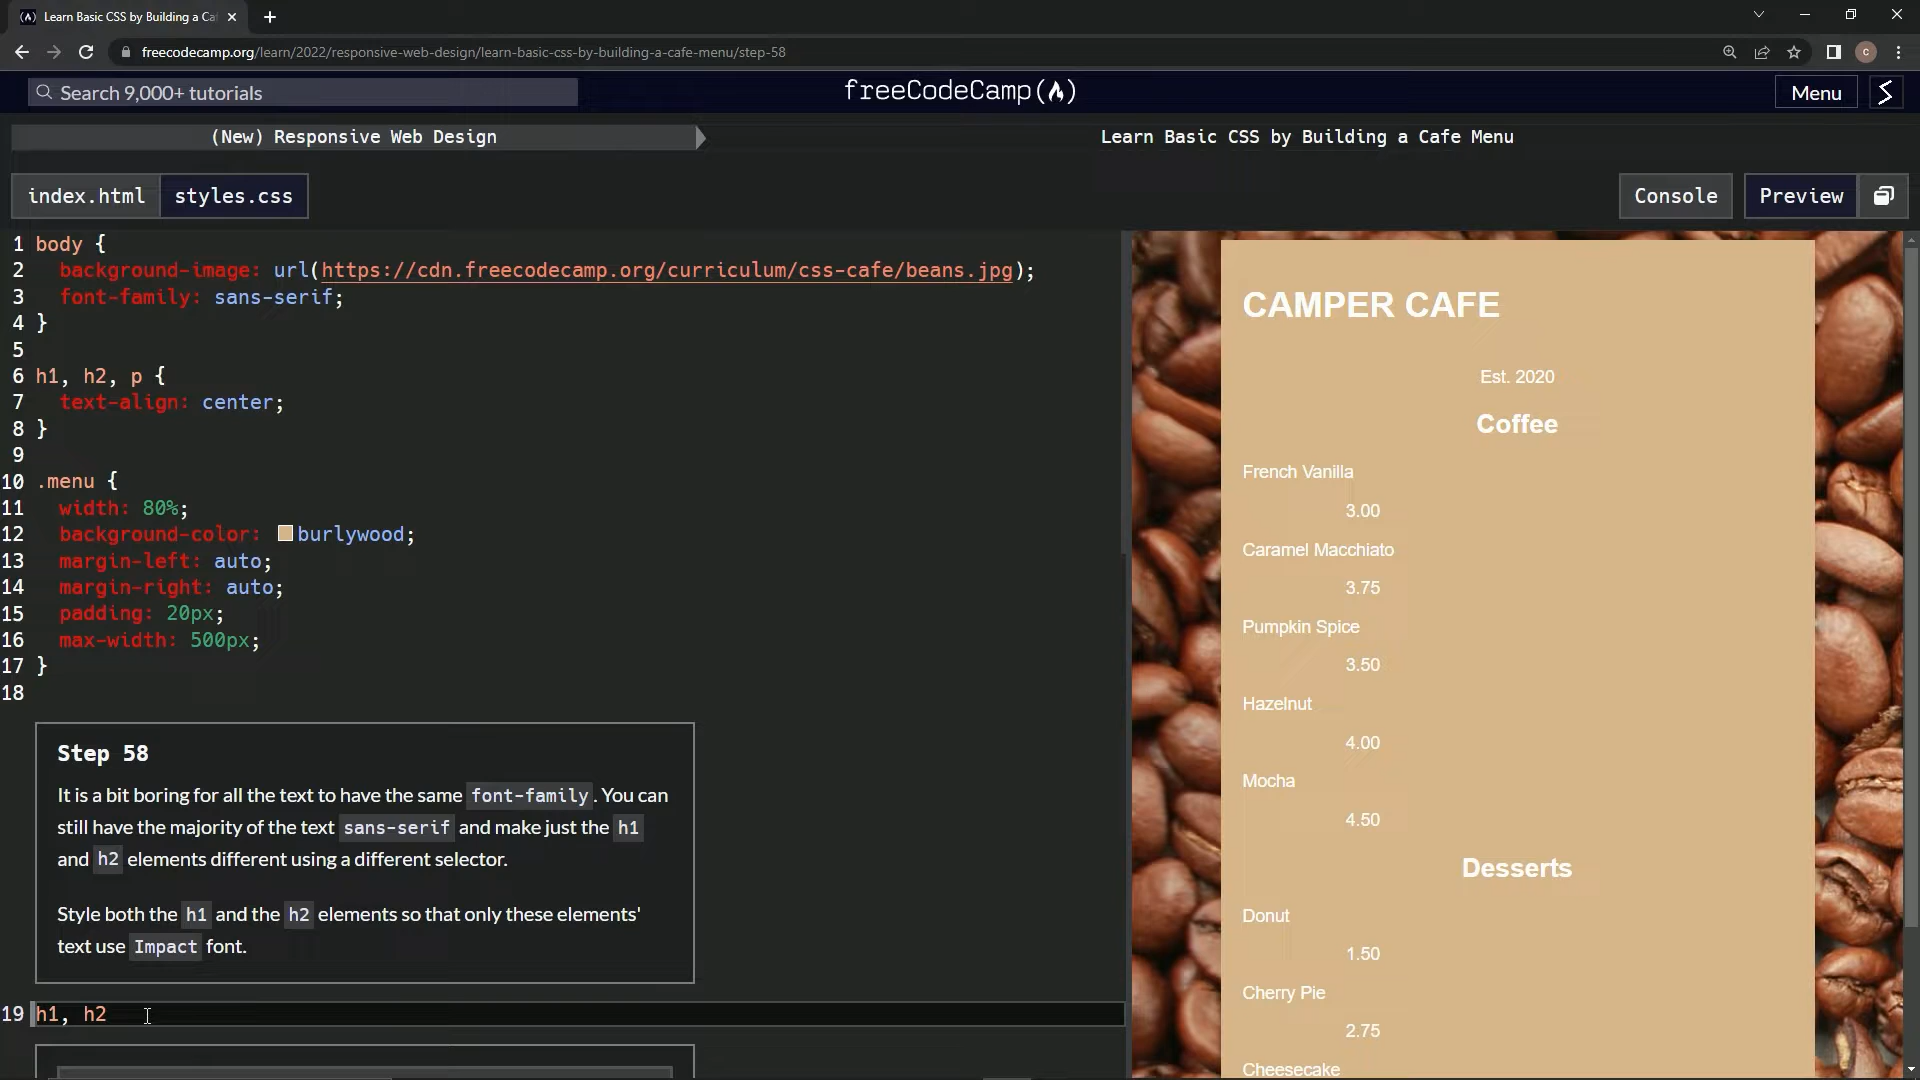 Learn Basic CSS by Building a Ca
freecodecamp.org/learn/2022/responsive-web-design/learn-basic-css-by-building-a-cafe-menu/step-58
c
Search 9,000+ tutorials
freeCodeCamp
Menu
(New) Responsive Web Design
Learn Basic CSS by Building a Cafe Menu
index.html
styles.css
Console
Preview
1 body {
2 background-image: url(https://cdn.freecodecamp.org/curriculum/css-cafe/beans.jpg);
3 font-family: sans-serif;
4 }
5
6 h1, h2, p {
7 text-align: center;
8 }
9
10 .menu {
11 width: 80%;
12 background-color: burlywood;
13 margin-left: auto;
14 margin-right: auto;
15 padding: 20px;
16 max-width: 500px;
17 }
18
Step 58
It is a bit boring for all the text to have the same font-family. You can
still have the majority of the text sans-serif and make just the h1
and h2 elements different using a different selector.
Style both the h1 and the h2 elements so that only these elements'
text use Impact font.
19 h1, h2
CAMPER CAFE
Est. 2020
Coffee
French Vanilla
3.00
Caramel Macchiato
3.75
Pumpkin Spice
3.50
Hazelnut
4.00
Mocha
4.50
Desserts
Donut
1.50
Cherry Pie
2.75
Cheesecake